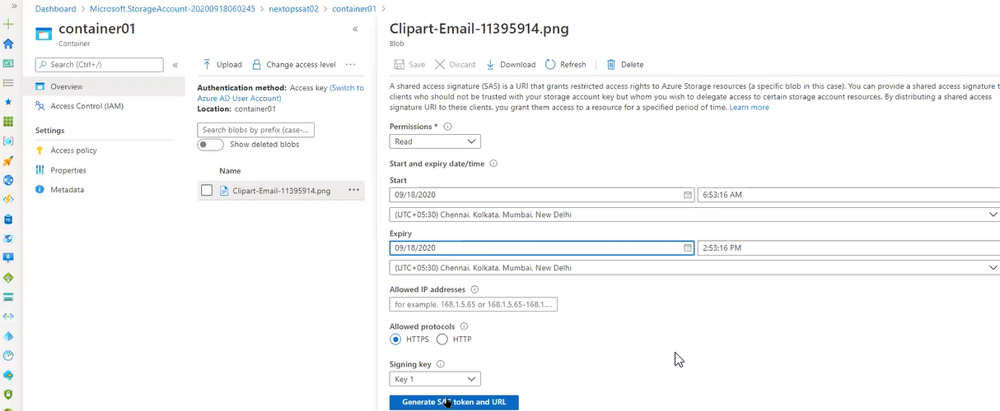 Dashboard > Microsoft.StorageAccount-20200918060245 > nextopssat02 > container01 >
container01
Container
Search (Ctrl+/)
Overview
Access Control (IAM)
Settings
Access policy
Properties
Metadata
Upload
Change access level
Authentication method: Access key (Switch to
Azure AD User Account)
Location: container01
Search blobs by prefix (case-...
Show deleted blobs
Name
Clipart-Email-11395914.png
Clipart-Email-11395914.png
Blob
Save
Discard
Download
Refresh
Delete
A shared access signature (SAS) is a URI that grants restricted access rights to Azure Storage resources (a specific blob in this case). You can provide a shared access signature t
clients who should not be trusted with your storage account key but whom you wish to delegate access to certain storage account resources. By distributing a shared access
signature URI to these clients, you grant them access to a resource for a specified period of time. Learn more
Permissions *
Read
Start and expiry date/time
Start
09/18/2020
6:53:16 AM
(UTC+05:30) Chennai, Kolkata, Mumbai, New Delhi
Expiry
09/18/2020
2:53:16 PM
(UTC+05:30) Chennai, Kolkata, Mumbai, New Delhi
Allowed IP addresses
for example, 168.1.5.65 or 168.1.5.65-168.1....
Allowed protocols
HTTPS
HTTP
Signing key
Key 1
Generate SAS token and URL